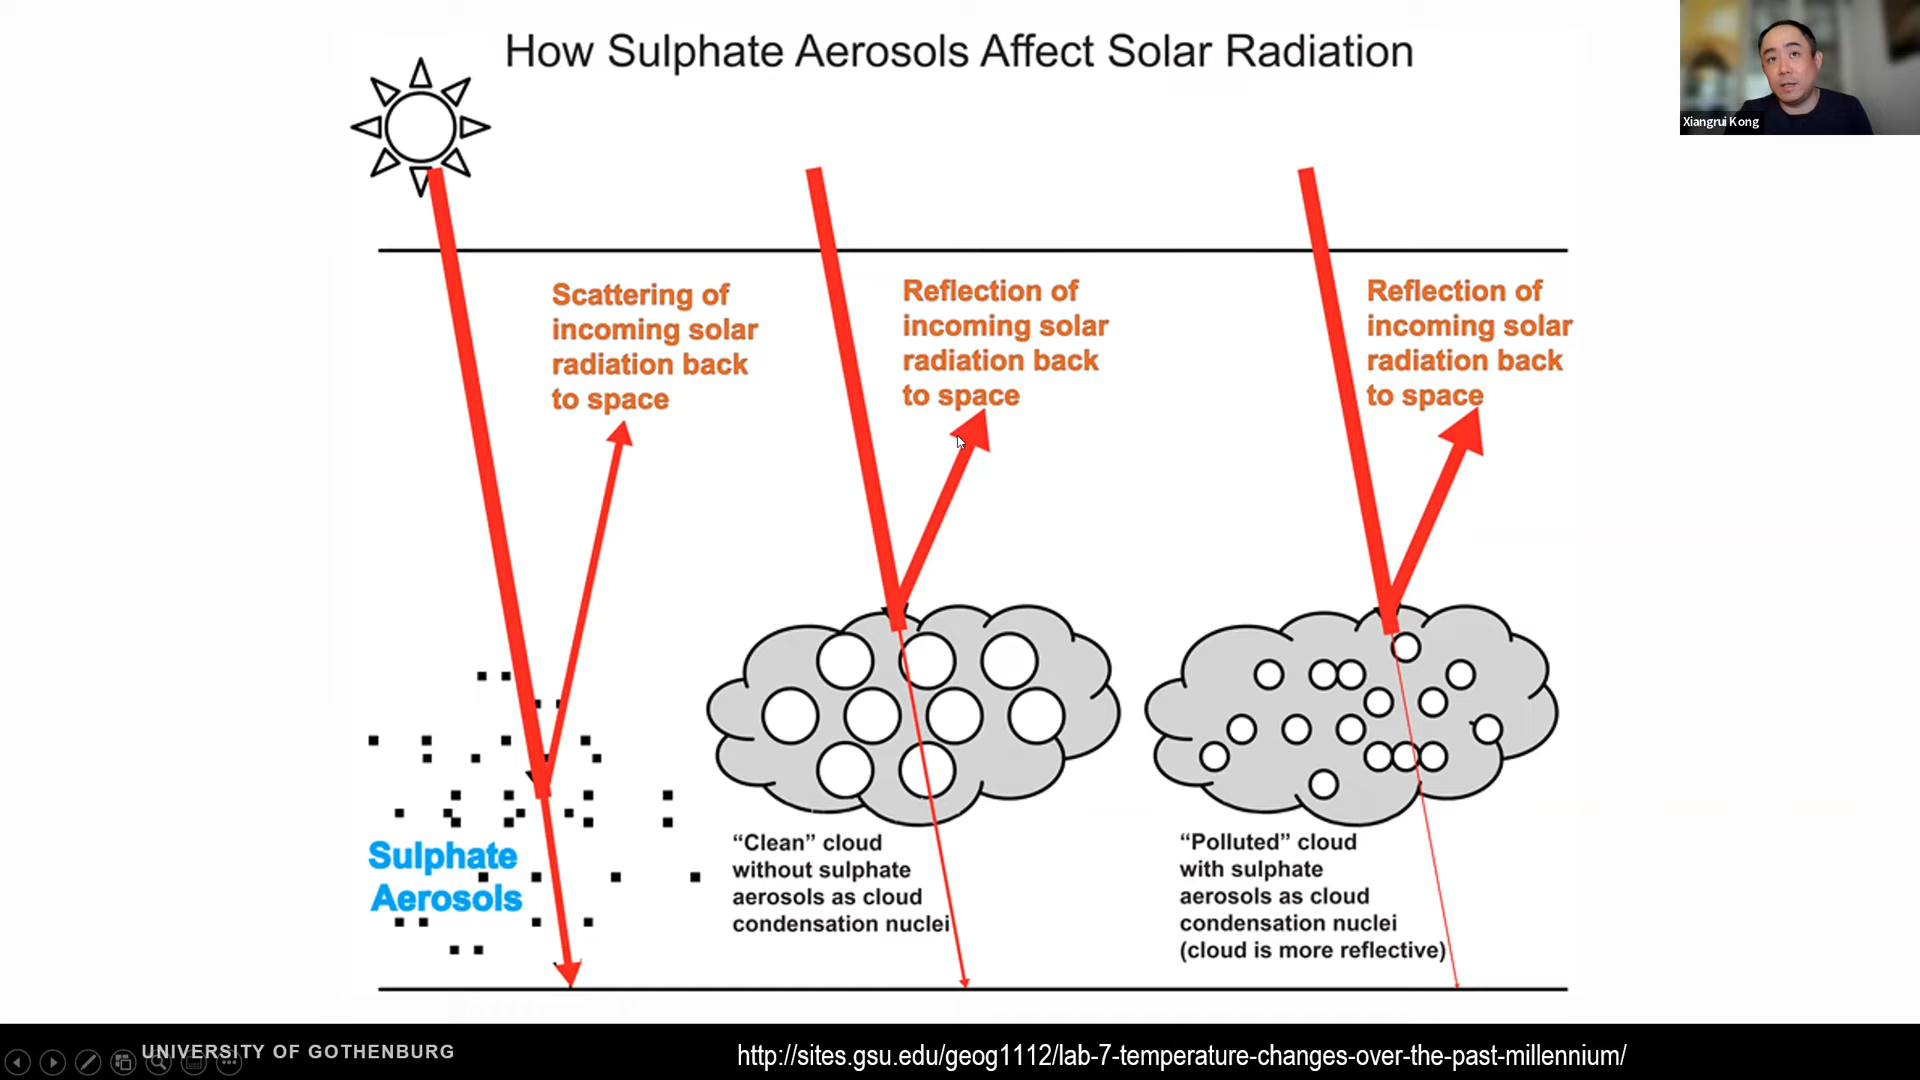 How Sulphate Aerosols Affect Solar Radiation
Xiangrui Kong
Scattering of
incoming solar
radiation back
to space
Reflection of
incoming solar
radiation back
to space
Reflection of
incoming solar
radiation back
to space
Sulphate
Aerosols
“Clean” cloud
without sulphate
aerosols as cloud
condensation nuclei
“Polluted” cloud
with sulphate
aerosols as cloud
condensation nuclei
(cloud is more reflective)
UNIVERSITY OF GOTHENBURG
http://sites.gsu.edu/geog1112/lab-7-temperature-changes-over-the-past-millennium/